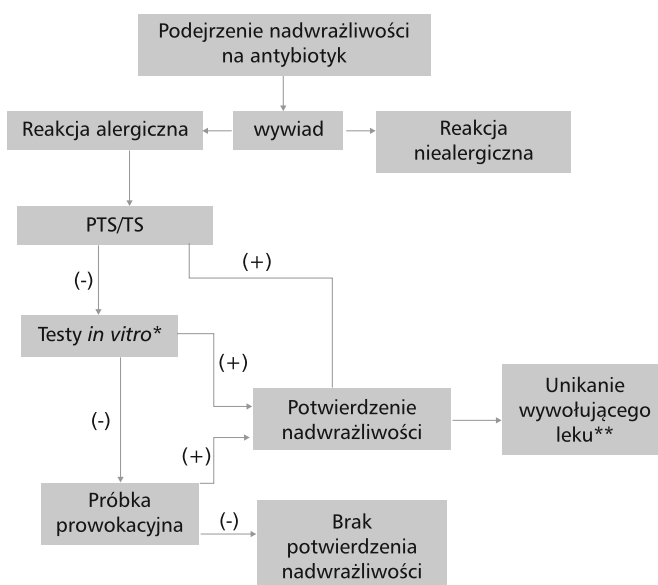 Podejrzenie nadwrażliwości
na antybiotyk
Reakcja alergiczna
wywiad
Reakcja
niealergiczna
PTS/TS
(-)
(+)
Testy in vitro*
(+)
(-)
Potwierdzenie
nadwrażliwości
Unikanie
wywołującego
leku**
(+)
Próbka
prowokacyjna
(-)
Brak
potwierdzenia
nadwrażliwości